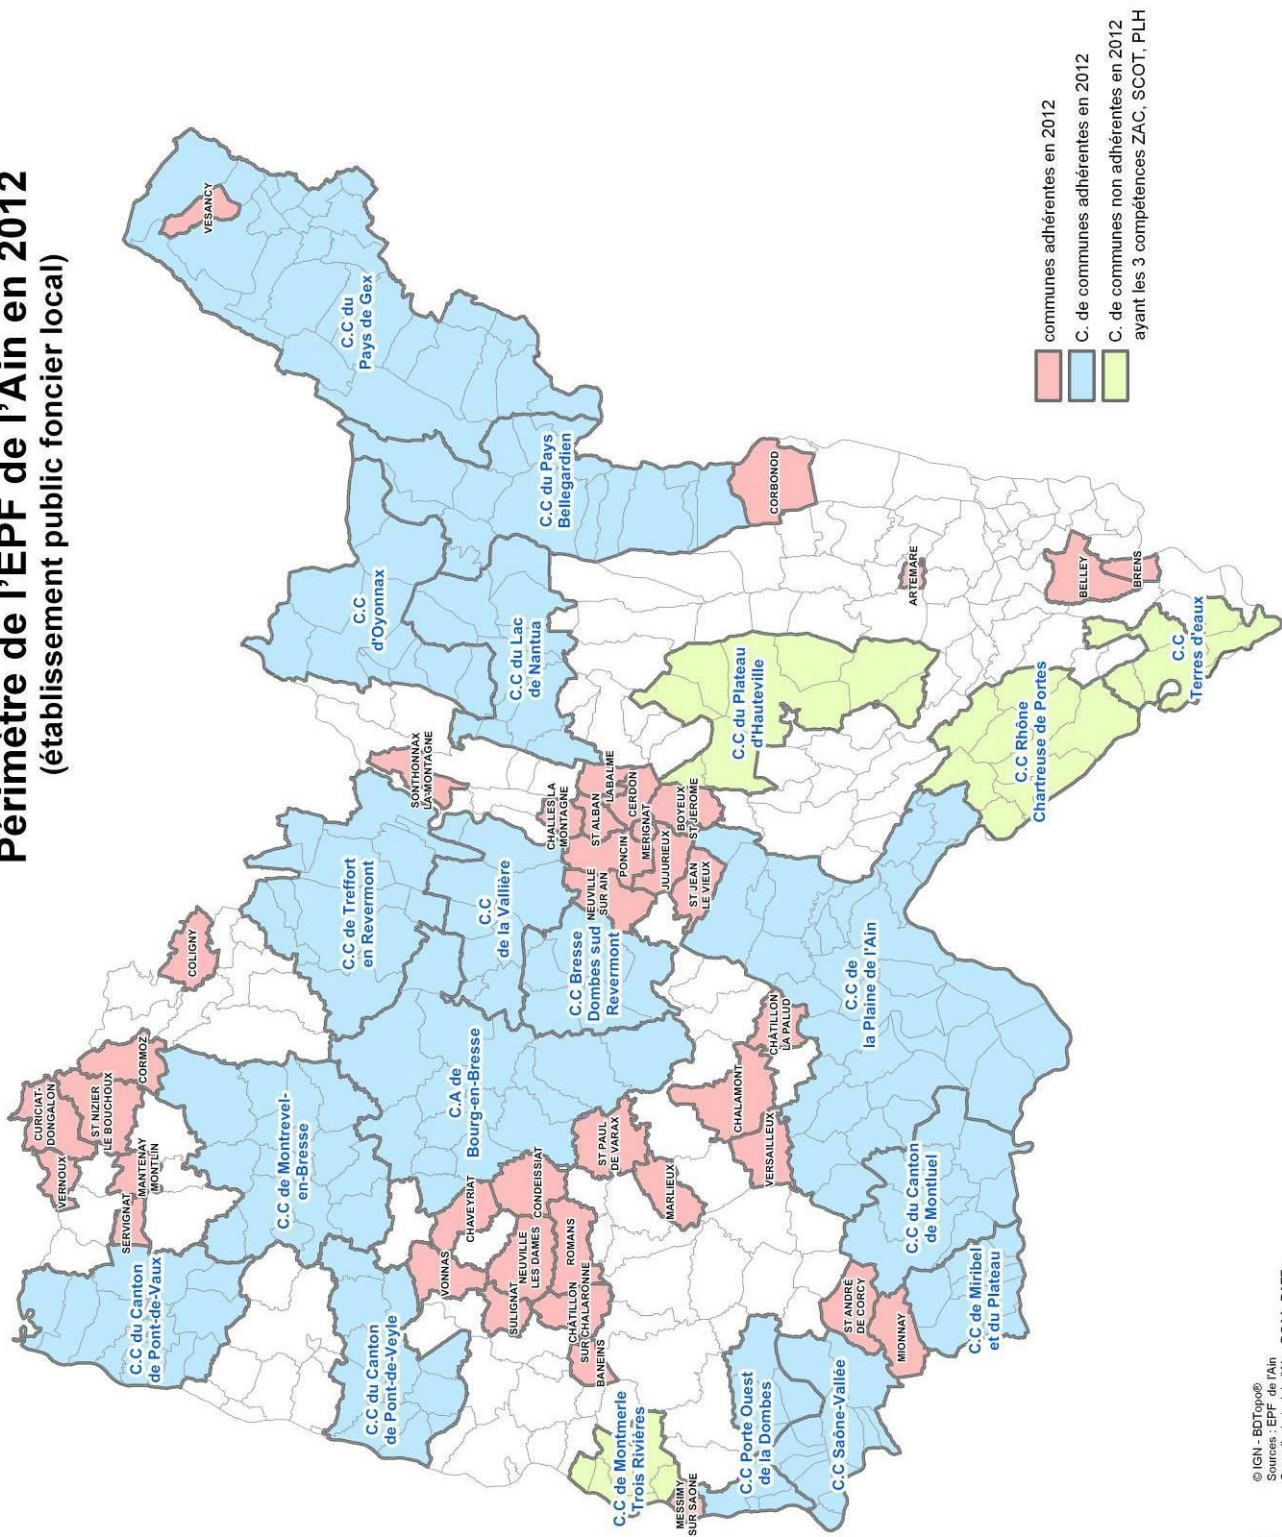 Périmètre de l'EPF de l'Ain en 2012
(établissement public foncier local)
VESANCY
C.C du
Pays de Gex
C.C
d'Oyonnax
C.C du Pays
Bellegardien
C.C du Lac
de Nantua
CORBONOD
ARTEMARE
BELLEY
BRENS
C.C
Terres d'eaux
C.C Rhône
Chartreuse de Portes
C.C du Plateau
d'Hauteville
SONTHONNAX
LA-MONTAGNE
CHALLES LA
MONTAGNE
ST ALBAN
LABALME
CERDON
PONCIN
MERIGNAT
BOYEUX
ST JEROME
JUJURIEUX
NEUVILLE
SUR AIN
ST JEAN
LE VIEUX
C.C de Treffort
en Revermont
C.C
de la Vallière
C.C Bresse
Dombes sud
Revermont
COLIGNY
C.C de
la Plaine de l'Ain
CHÂTILLON
LA PALUD
CHALAMONT
VERSAILLEUX
CURICIAT-
DONGALON
ST NIZIER
LE BOUCHOUX
CORMOZ
VERNOUX
MANTENAY
MONTLIN
SERVIGNAT
C.C de Montrevel-
en-Bresse
C.A de
Bourg-en-Bresse
ST PAUL
DE VARAX
MARLIEUX
CONDEISSIAT
CHAVEYRIAT
VONNAS
NEUVILLE
LES DAMES
ROMANS
SULIGNAT
CHÂTILLON
SUR CHALARONNE
BANEINS
C.C du Canton
de Pont-de-Vaux
C.C du Canton
de Pont-de-Veyle
C.C de Montmerle
Trois Rivières
MESSIMY
SUR SAONE
C.C Porte Ouest
de la Dombes
C.C Saône-Vallée
ST ANDRÉ
DE CORCY
MIONNAY
C.C de Miribel
et du Plateau
C.C du Canton
de Montluel
communes adhérentes en 2012
C. de communes adhérentes en 2012
C. de communes non adhérentes en 2012
ayant les 3 compétences ZAC, SCOT, PLH
© IGN - BDTopo®
Sources : EPF de l'Ain